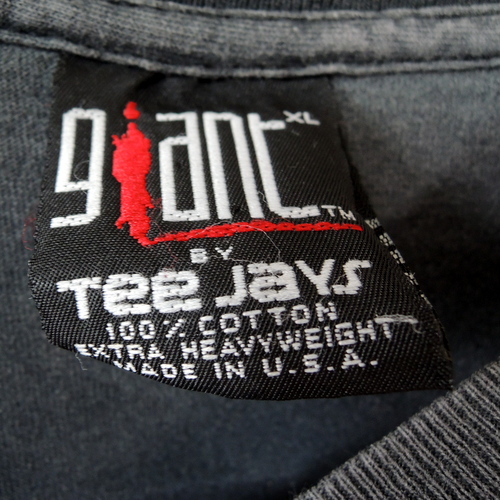 giant XL
TM
BY
Tee Jays
100% COTTON
EXTRA HEAVYWEIGHT
MADE IN U.S.A.